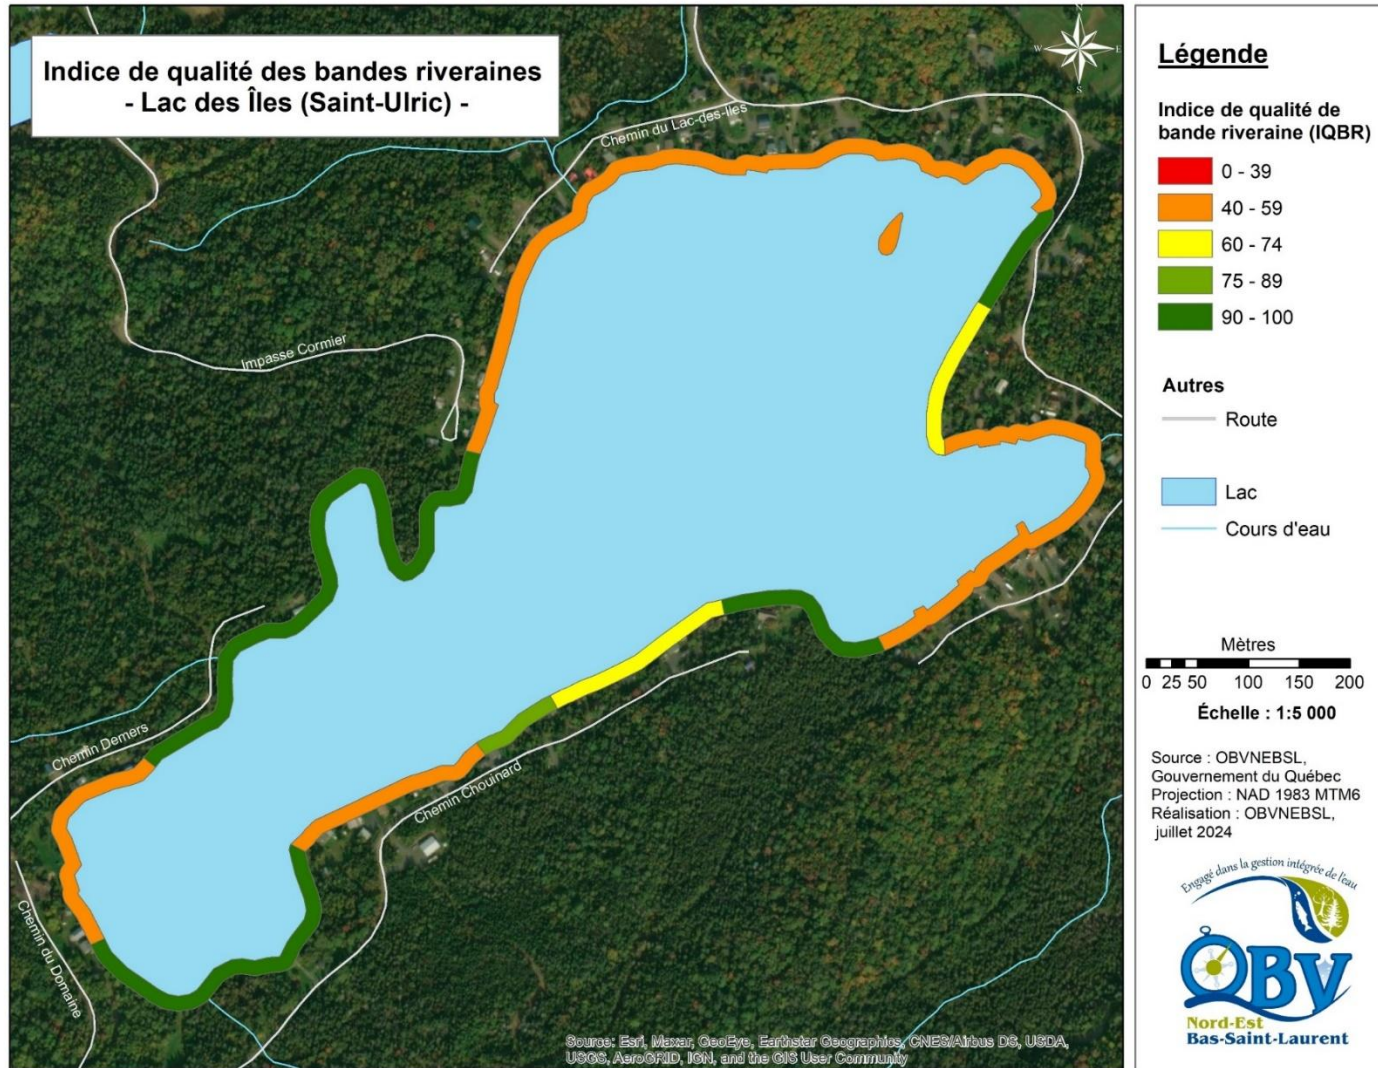 Indice de qualité des bandes riveraines
- Lac des Îles (Saint-Ulric) -
N
W
E
S
Chemin du Lac-des-Iles
Impasse Cormier
Chemin Demers
Chemin Chouinard
Chemin du Domaine
Source: Esri, Maxar, GeoEye, Earthstar Geographics, CNES/Airbus DS, USDA,
USGS, AeroGRID, IGN, and the GIS User Community
Légende
Indice de qualité de
bande riveraine (IQBR)
0 - 39
40 - 59
60 - 74
75 - 89
90 - 100
Autres
Route
Lac
Cours d'eau
Mètres
0 25 50 100 150 200
Échelle : 1:5 000
Source : OBVNEBSL,
Gouvernement du Québec
Projection : NAD 1983 MTM6
Réalisation : OBVNEBSL,
juillet 2024
Engagé dans la gestion intégrée de l'eau
OBV
Nord-Est
Bas-Saint-Laurent